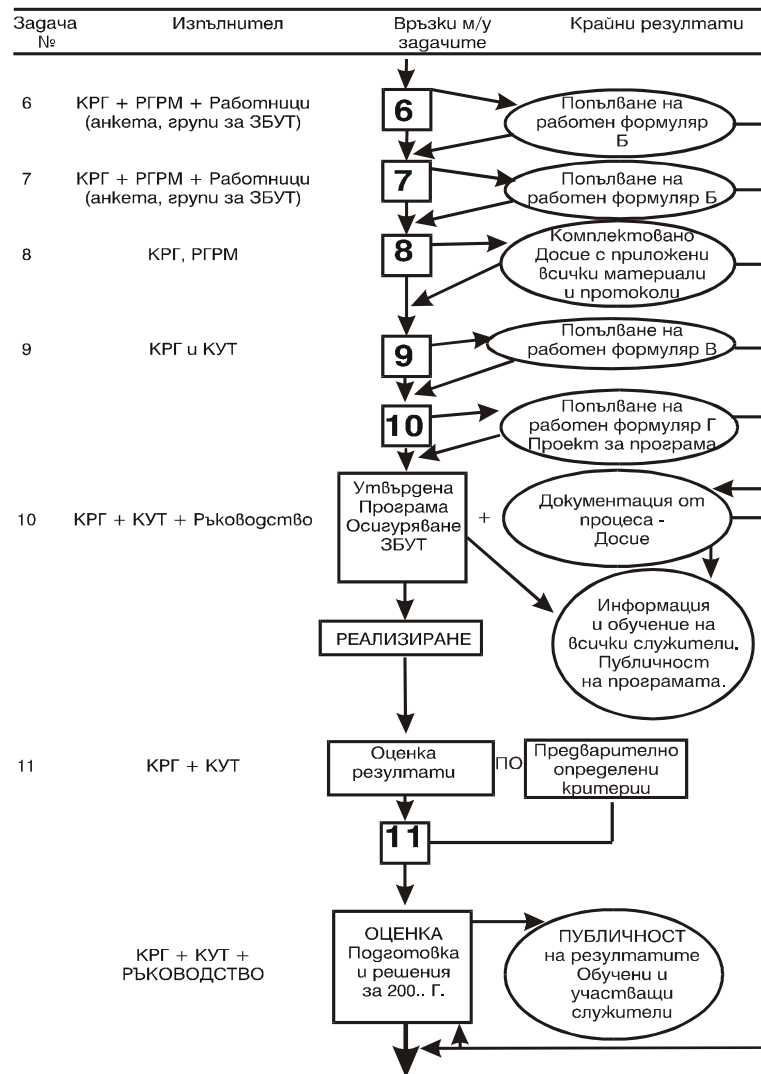 Задача
№
Изпълнител
Връзки м/у
задачите
Крайни резултати
6
КРГ + РГРМ + Работници
(анкета, групи за ЗБУТ)
6
Попълване на
работен формуляр
Б
7
КРГ + РГРМ + Работници
(анкета, групи за ЗБУТ)
7
Попълване на
работен формуляр Б
8
КРГ, РГРМ
8
Комплектовано
Досие с приложени
всички материали
и протоколи
9
КРГ и КУТ
9
Попълване на
работен формуляр В
10
Попълване на
работен формуляр Г
Проект за програма
10
КРГ + КУТ + Ръководство
Утвърдена
Програма
Осигуряване
ЗБУТ
+
Документация от
процеса -
Досие
РЕАЛИЗИРАНЕ
Информация
и обучение на
всички служители.
Публичност
на програмата.
11
КРГ + КУТ
Оценка
резултати
ПО
Предварително
определени
критерии
11
КРГ + КУТ +
РЪКОВОДСТВО
ОЦЕНКА
Подготовка
и решения
за 200.. Г.
ПУБЛИЧНОСТ
на резултатите
Обучени и
участващи
служители